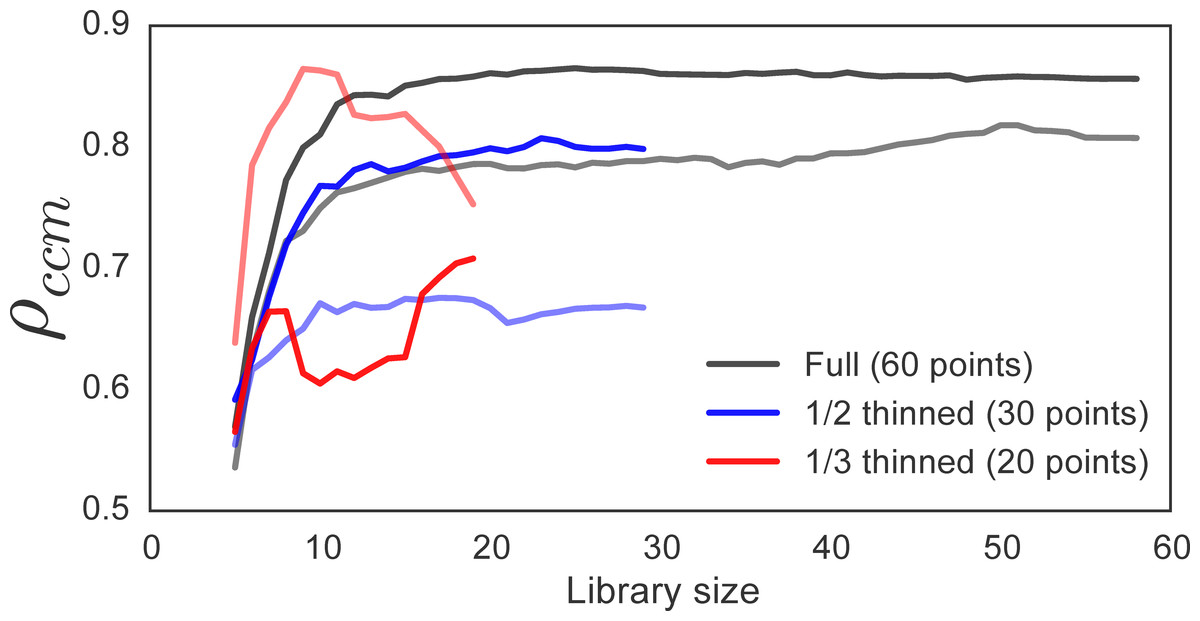 0.9
0.8
0.7
0.6
0.5
ρccm
Full (60 points)
1/2 thinned (30 points)
1/3 thinned (20 points)
0 10 20 30 40 50 60
Library size